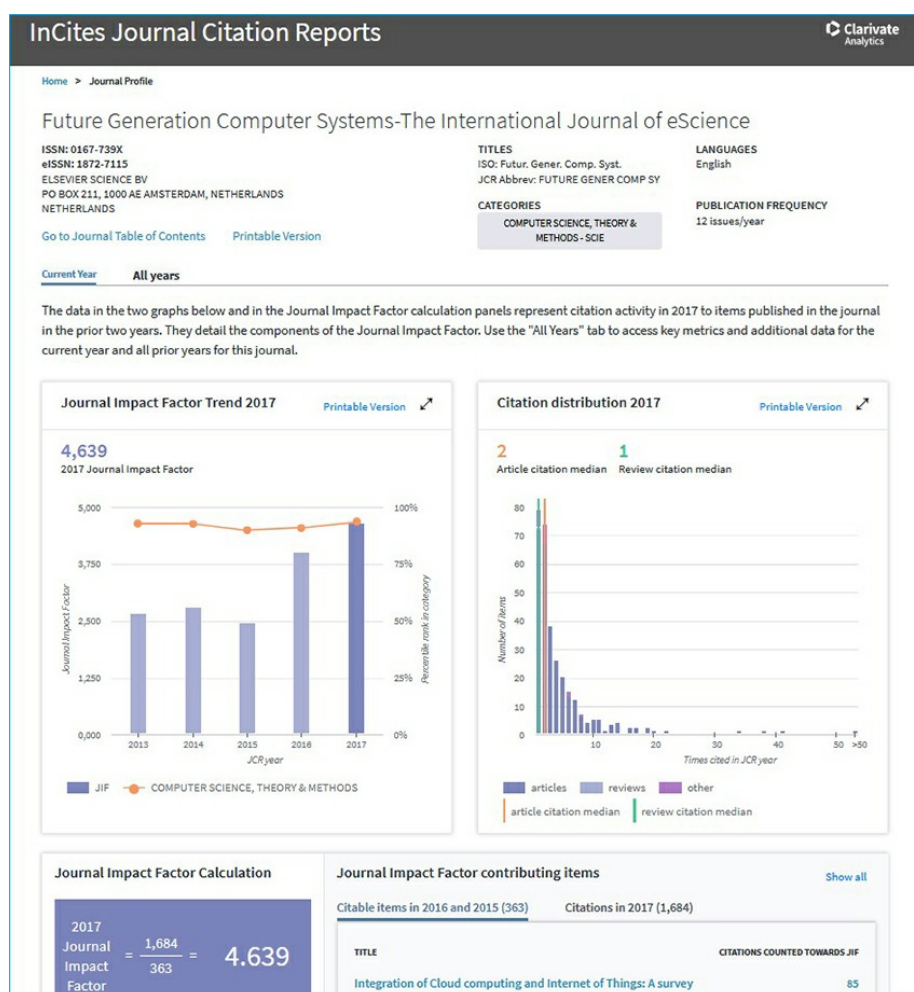 InCites Journal Citation Reports
Clarivate
Analytics
Home > Journal Profile
Future Generation Computer Systems-The International Journal of eScience
ISSN: 0167-739X
eISSN: 1872-7115
ELSEVIER SCIENCE BV
PO BOX 211, 1000 AE AMSTERDAM, NETHERLANDS
NETHERLANDS
Go to Journal Table of Contents Printable Version
TITLES
ISO: Futur. Gener. Comp. Syst.
JCR Abbrev: FUTURE GENER COMP SY
CATEGORIES
COMPUTER SCIENCE, THEORY &
METHODS - SCIE
LANGUAGES
English
PUBLICATION FREQUENCY
12 issues/year
Current Year All years
The data in the two graphs below and in the Journal Impact Factor calculation panels represent citation activity in 2017 to items published in the journal
in the prior two years. They detail the components of the Journal Impact Factor. Use the "All Years" tab to access key metrics and additional data for the
current year and all prior years for this journal.
Journal Impact Factor Trend 2017 Printable Version
4,639
2017 Journal Impact Factor
5,000
3,750
2,500
1,250
0,000
Journal Impact Factor
100%
75%
50%
25%
0%
Percentile rank in category
2013 2014 2015 2016 2017
JCR year
JIF COMPUTER SCIENCE, THEORY & METHODS
Citation distribution 2017 Printable Version
2 1
Article citation median Review citation median
80
70
60
50
40
30
20
10
0
Number of items
10 20 30 40 50 >50
Times cited in JCR year
articles reviews other
article citation median review citation median
Journal Impact Factor Calculation
2017
Journal
Impact
Factor
= 1,684
363
= 4.639
Journal Impact Factor contributing items Show all
Citable items in 2016 and 2015 (363) Citations in 2017 (1,684)
TITLE CITATIONS COUNTED TOWARDS JIF
Integration of Cloud computing and Internet of Things: A survey 85